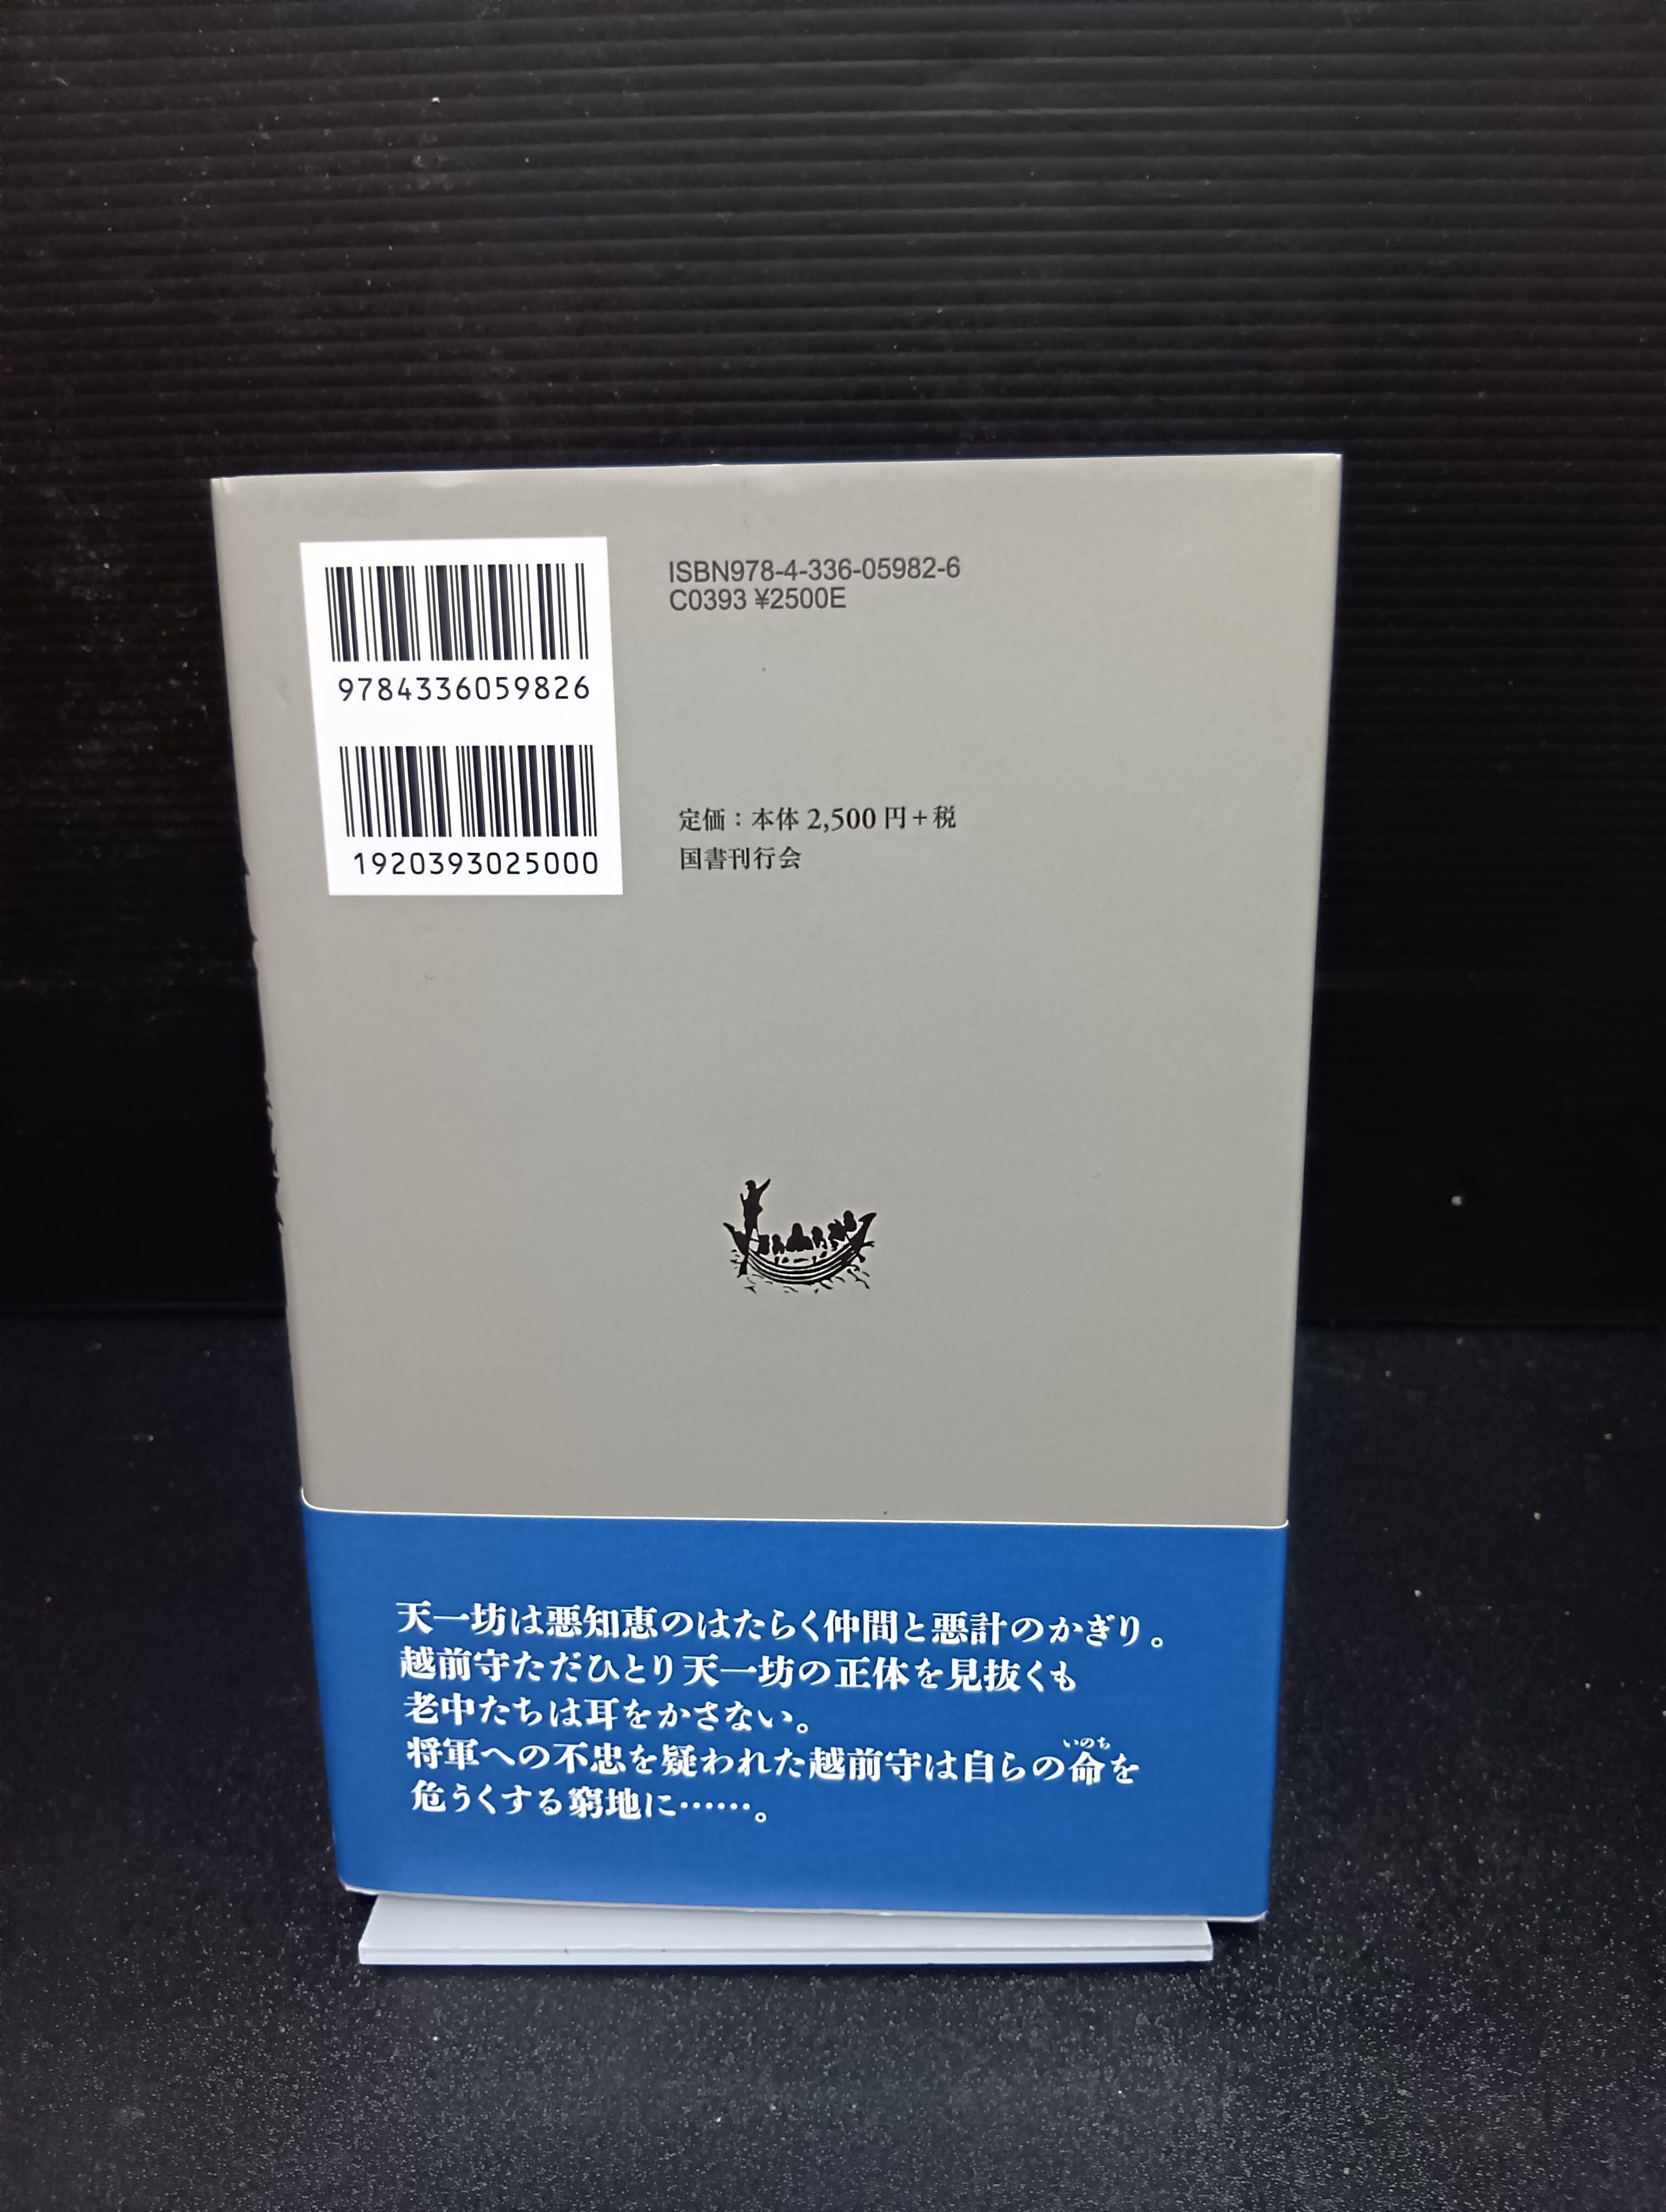 ISBN978-4-336-05982-6
C0393 ¥2500E
9784336059826
1920393025000
定価：本体 2,500 円+税
国書刊行会
天一坊は悪知恵のはたらく仲間と悪計のかぎり。
越前守ただひとり天一坊の正体を見抜くも
老中たちは耳をかさない。
いのち
将軍への不忠を疑われた越前守は自らの命を
危うくする窮地に……。